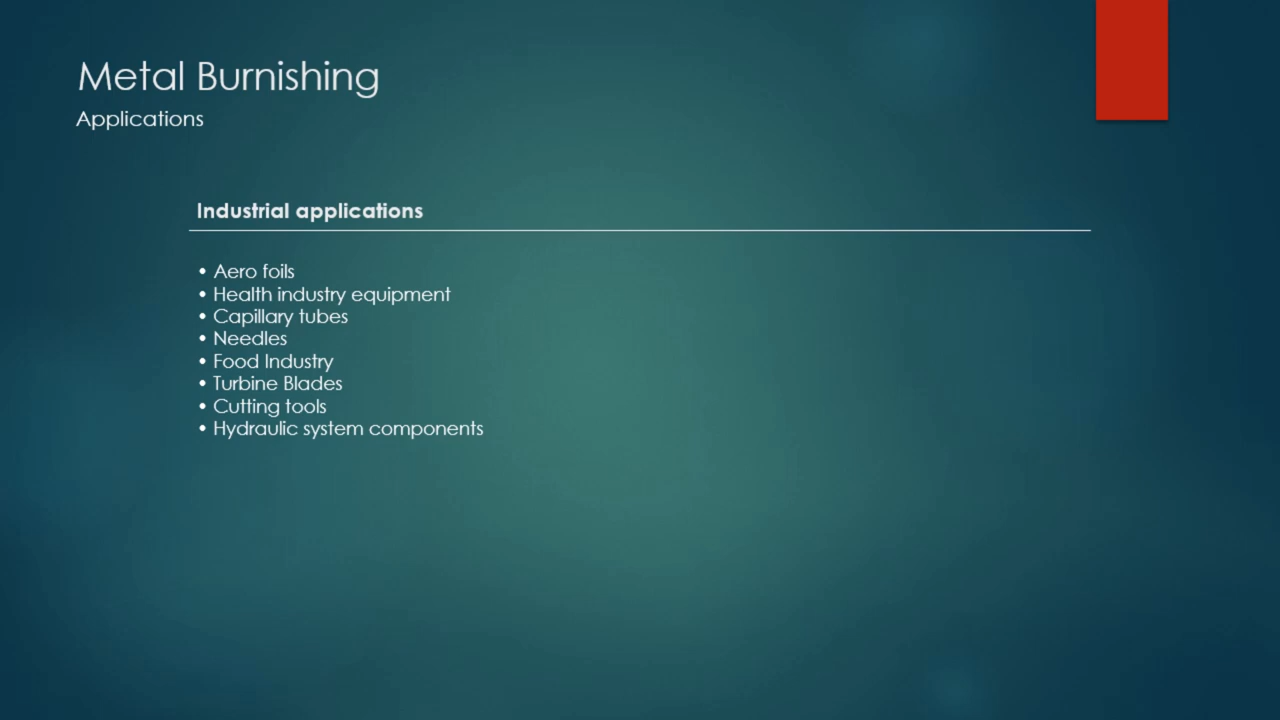 Metal Burnishing
Applications
Industrial applications
• Aero foils
• Health industry equipment
• Capillary tubes
• Needles
• Food Industry
• Turbine Blades
• Cutting tools
• Hydraulic system components